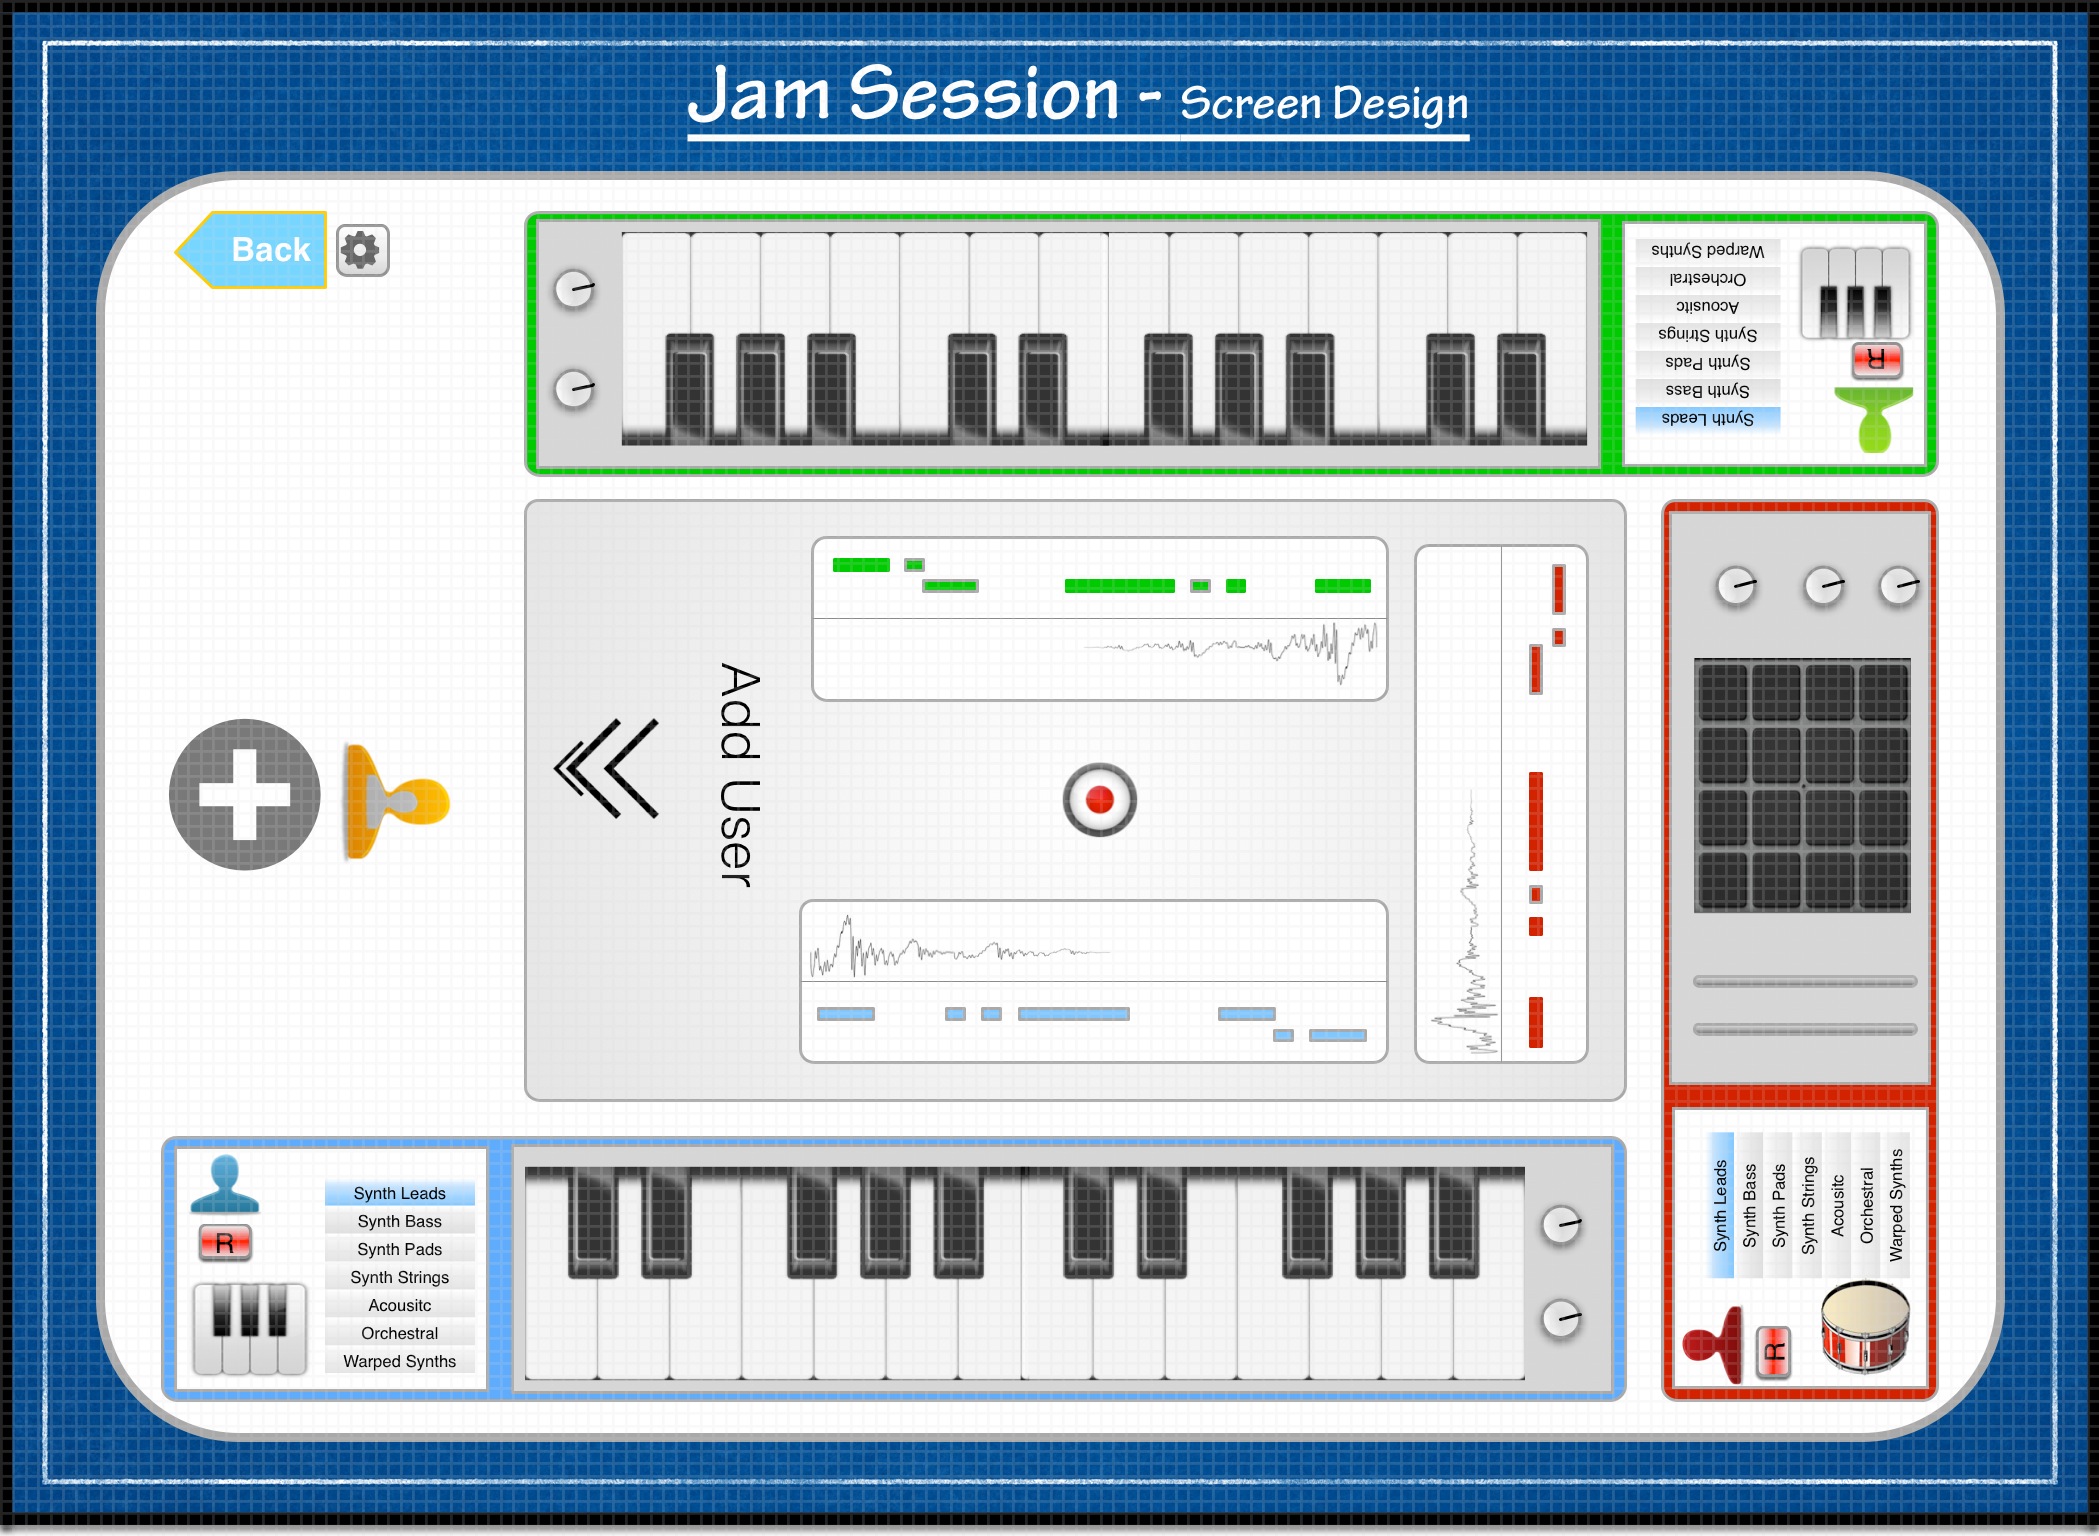 Jam Session - Screen Design
Back
Warped Synths
Orchestral
Acousitc
Synth Strings
Synth Pads
Synth Bass
Synth Leads
R
Add User
Synth Leads
Synth Bass
Synth Pads
Synth Strings
Acousitc
Orchestral
Warped Synths
R
Synth Leads
Synth Bass
Synth Pads
Synth Strings
Acousitc
Orchestral
Warped Synths
R